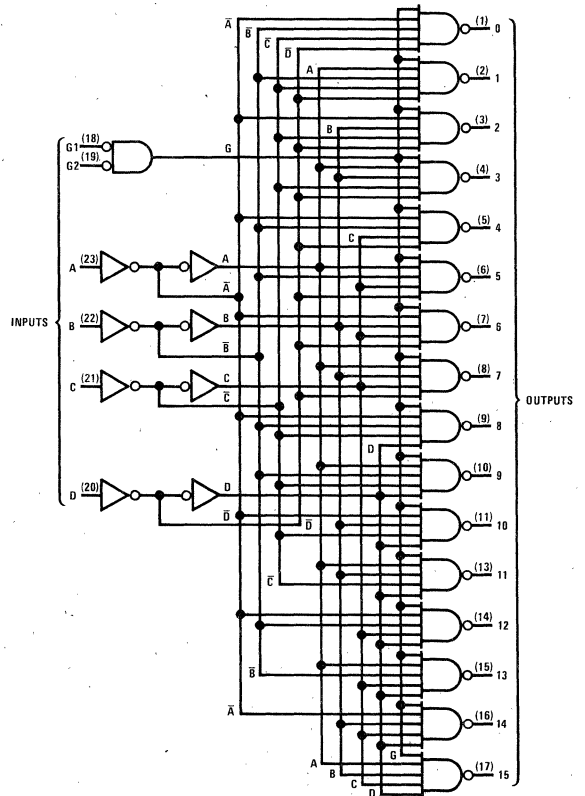 A̅
(1) 0
B̅
C̅
D̅
A
(2) 1
B
(3) 2
(18)
G1
G
(19)
G2
(4) 3
(5) 4
C
(23)
A
A
(6) 5
A̅
INPUTS
(22)
B
B
(7) 6
B̅
(21)
C
C
(8) 7
C̅
OUTPUTS
(9) 8
D
(20)
D
D
(10) 9
D̅
D̅
(11) 10
C̅
(13) 11
(14) 12
B̅
(15) 13
A̅
(16) 14
G
A
B
(17) 15
C
D